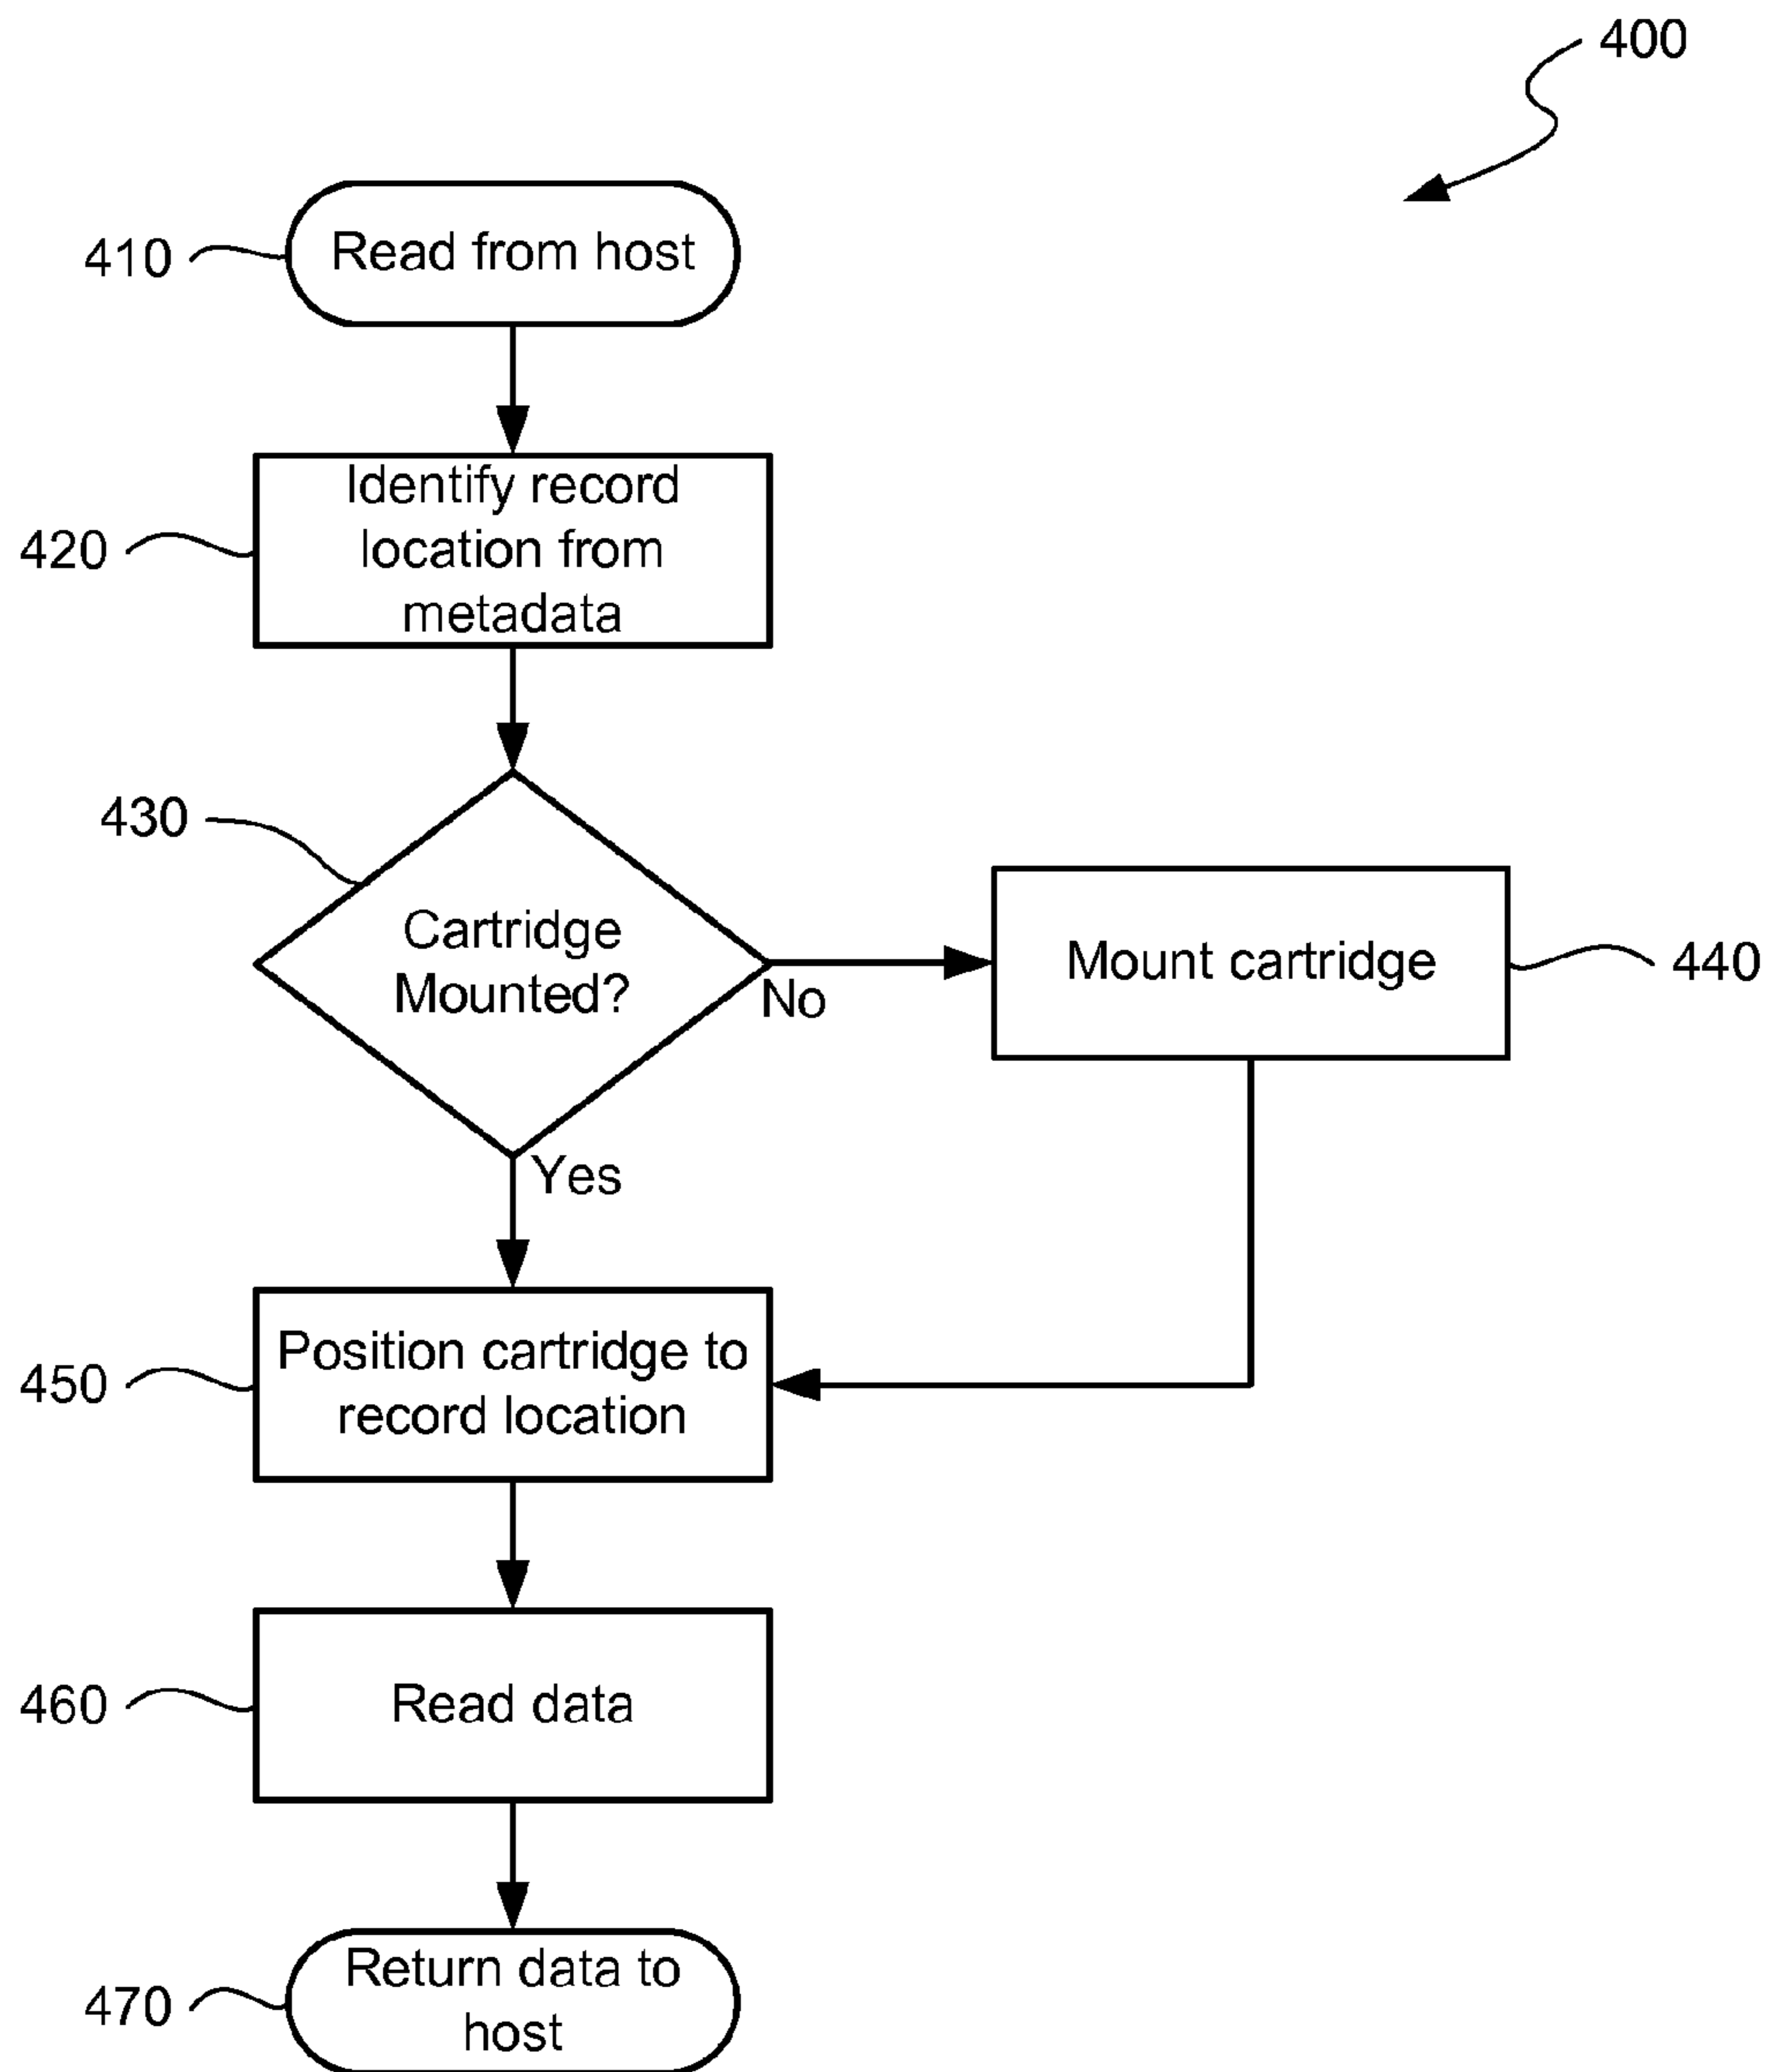 400
410
Read from host
420
Identify record
location from
metadata
430
Cartridge
Mounted?
No
Mount cartridge
440
Yes
450
Position cartridge to
record location
460
Read data
470
Return data to
host